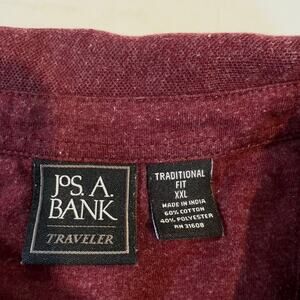 JOS. A.
BANK
TRAVELER
TRADITIONAL
FIT
XXL
MADE IN INDIA
60% COTTON
40% POLYESTER
RN 31608